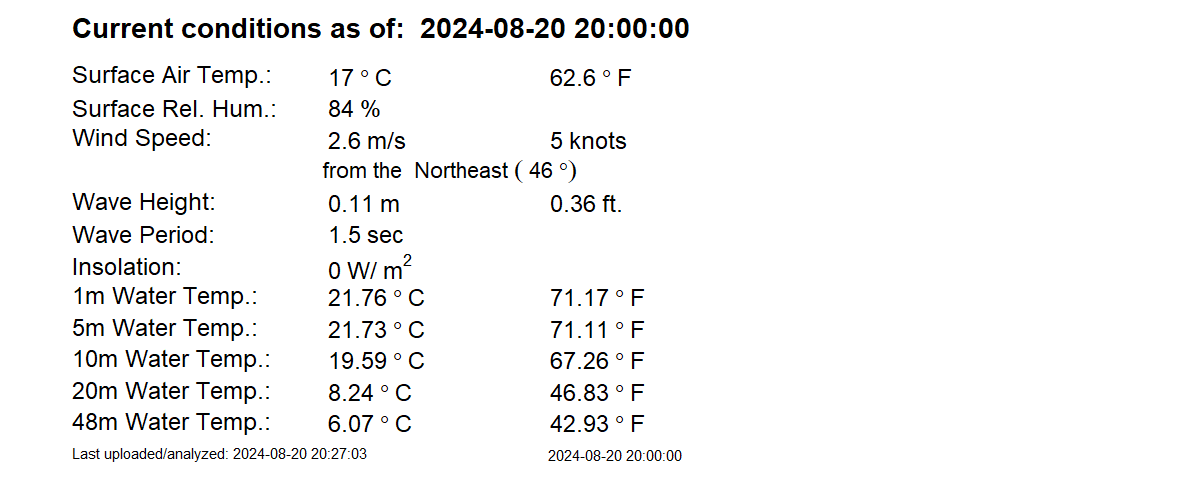 Current conditions as of: 2024-08-20 20:00:00
Surface Air Temp.: 17 ° C 62.6 ° F
Surface Rel. Hum.: 84 %
Wind Speed: 2.6 m/s 5 knots
from the Northeast ( 46 °)
Wave Height: 0.11 m 0.36 ft.
Wave Period: 1.5 sec
Insolation: 0 W/ m²
1m Water Temp.: 21.76 ° C 71.17 ° F
5m Water Temp.: 21.73 ° C 71.11 ° F
10m Water Temp.: 19.59 ° C 67.26 ° F
20m Water Temp.: 8.24 ° C 46.83 ° F
48m Water Temp.: 6.07 ° C 42.93 ° F
Last uploaded/analyzed: 2024-08-20 20:27:03 2024-08-20 20:00:00